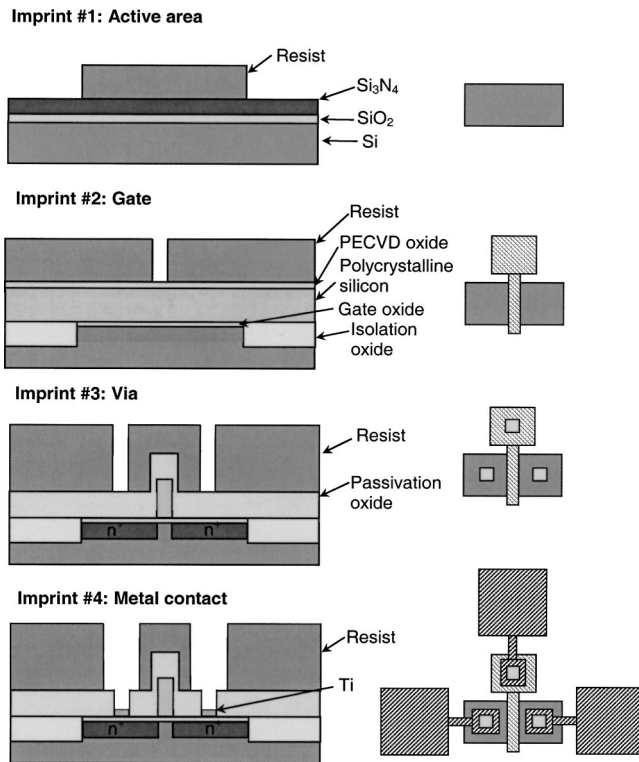 Imprint #1: Active area
Resist
Si₃N₄
SiO₂
Si
Imprint #2: Gate
Resist
PECVD oxide
Polycrystalline
silicon
Gate oxide
Isolation
oxide
Imprint #3: Via
Resist
Passivation
oxide
n⁺ n⁺
Imprint #4: Metal contact
Resist
Ti
n⁺ n⁺